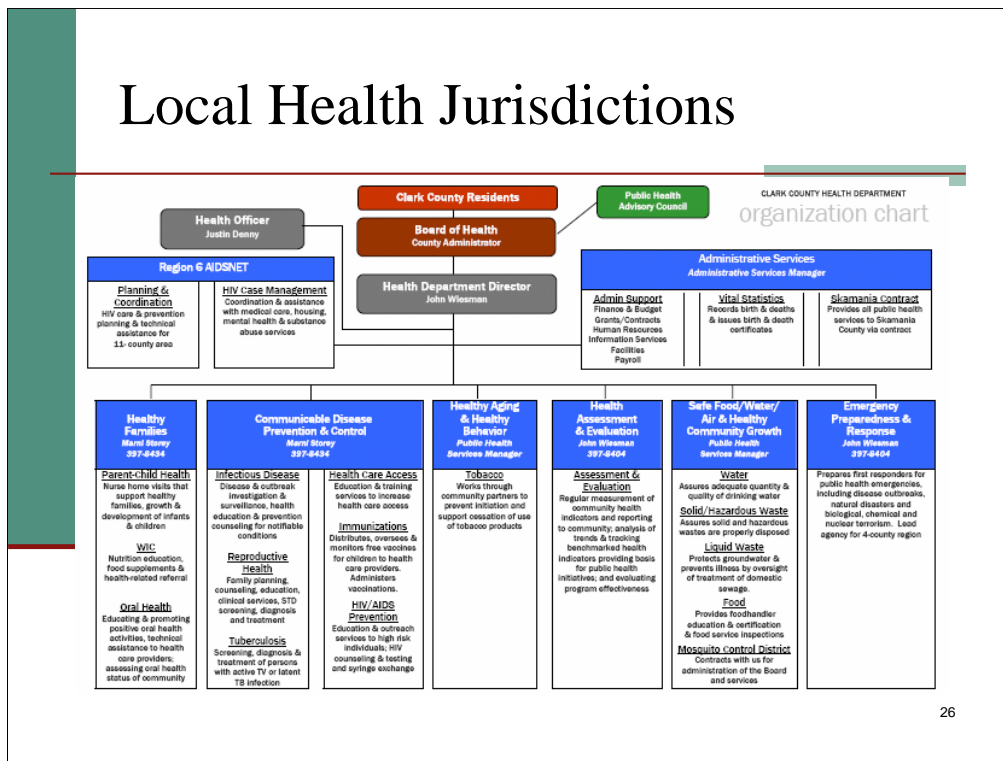 Local Health Jurisdictions
Clark County Residents
Public Health
Advisory Council
CLARK COUNTY HEALTH DEPARTMENT
organization chart
Health Officer
Justin Denny
Board of Health
County Administrator
Region 6 AIDSNET
Planning &
Coordination
HIV care & prevention
planning & technical
assistance for
11- county area
HIV Case Management
Coordination & assistance
with medical care, housing,
mental health & substance
abuse services
Health Department Director
John Wiesman
Administrative Services
Administrative Services Manager
Admin Support
Finance & Budget
Grants/Contracts
Human Resources
Information Services
Facilities
Payroll
Vital Statistics
Records birth & deaths
& issues birth & death
certificates
Skamania Contract
Provides all public health
services to Skamania
County via contract
Healthy
Families
Marni Storey
397-8434
Parent-Child Health
Nurse home visits that
support healthy
families, growth &
development of infants
& children
WIC
Nutrition education,
food supplements &
health-related referral
Oral Health
Educating & promoting
positive oral health
activities, technical
assistance to health
care providers;
assessing oral health
status of community
Communicable Disease
Prevention & Control
Marni Storey
397-8434
Infectious Disease
Disease & outbreak
investigation &
surveillance, health
education & prevention
counseling for notifiable
conditions
Reproductive
Health
Family planning,
counseling, education,
clinical services, STD
screening, diagnosis
and treatment
Tuberculosis
Screening, diagnosis &
treatment of persons
with active TV or latent
TB infection
Health Care Access
Education & training
services to increase
health care access
Immunizations
Distributes, oversees &
monitors free vaccines
for children to health
care providers.
Administers
vaccinations.
HIV/AIDS
Prevention
Education & outreach
services to high risk
individuals; HIV
counseling & testing
and syringe exchange
Healthy Aging
& Healthy
Behavior
Public Health
Services Manager
Tobacco
Works through
community partners to
prevent initiation and
support cessation of use
of tobacco products
Health
Assessment
& Evaluation
John Wiesman
397-8404
Assessment &
Evaluation
Regular measurement of
community health
indicators and reporting
to community; analysis of
trends & tracking
benchmarked health
indicators providing basis
for public health
initiatives; and evaluating
program effectiveness
Safe Food/Water/
Air & Healthy
Community Growth
Public Health
Services Manager
Water
Assures adequate quantity &
quality of drinking water
Solid/Hazardous Waste
Assures solid and hazardous
wastes are properly disposed
Liquid Waste
Protects groundwater &
prevents illness by oversight
of treatment of domestic
sewage.
Food
Provides foodhandler
education & certification
& food service inspections
Mosquito Control District
Contracts with us for
administration of the Board
and services
Emergency
Preparedness &
Response
John Wiesman
397-8404
Prepares first responders for
public health emergencies,
including disease outbreaks,
natural disasters and
biological, chemical and
nuclear terrorism. Lead
agency for 4-county region
26